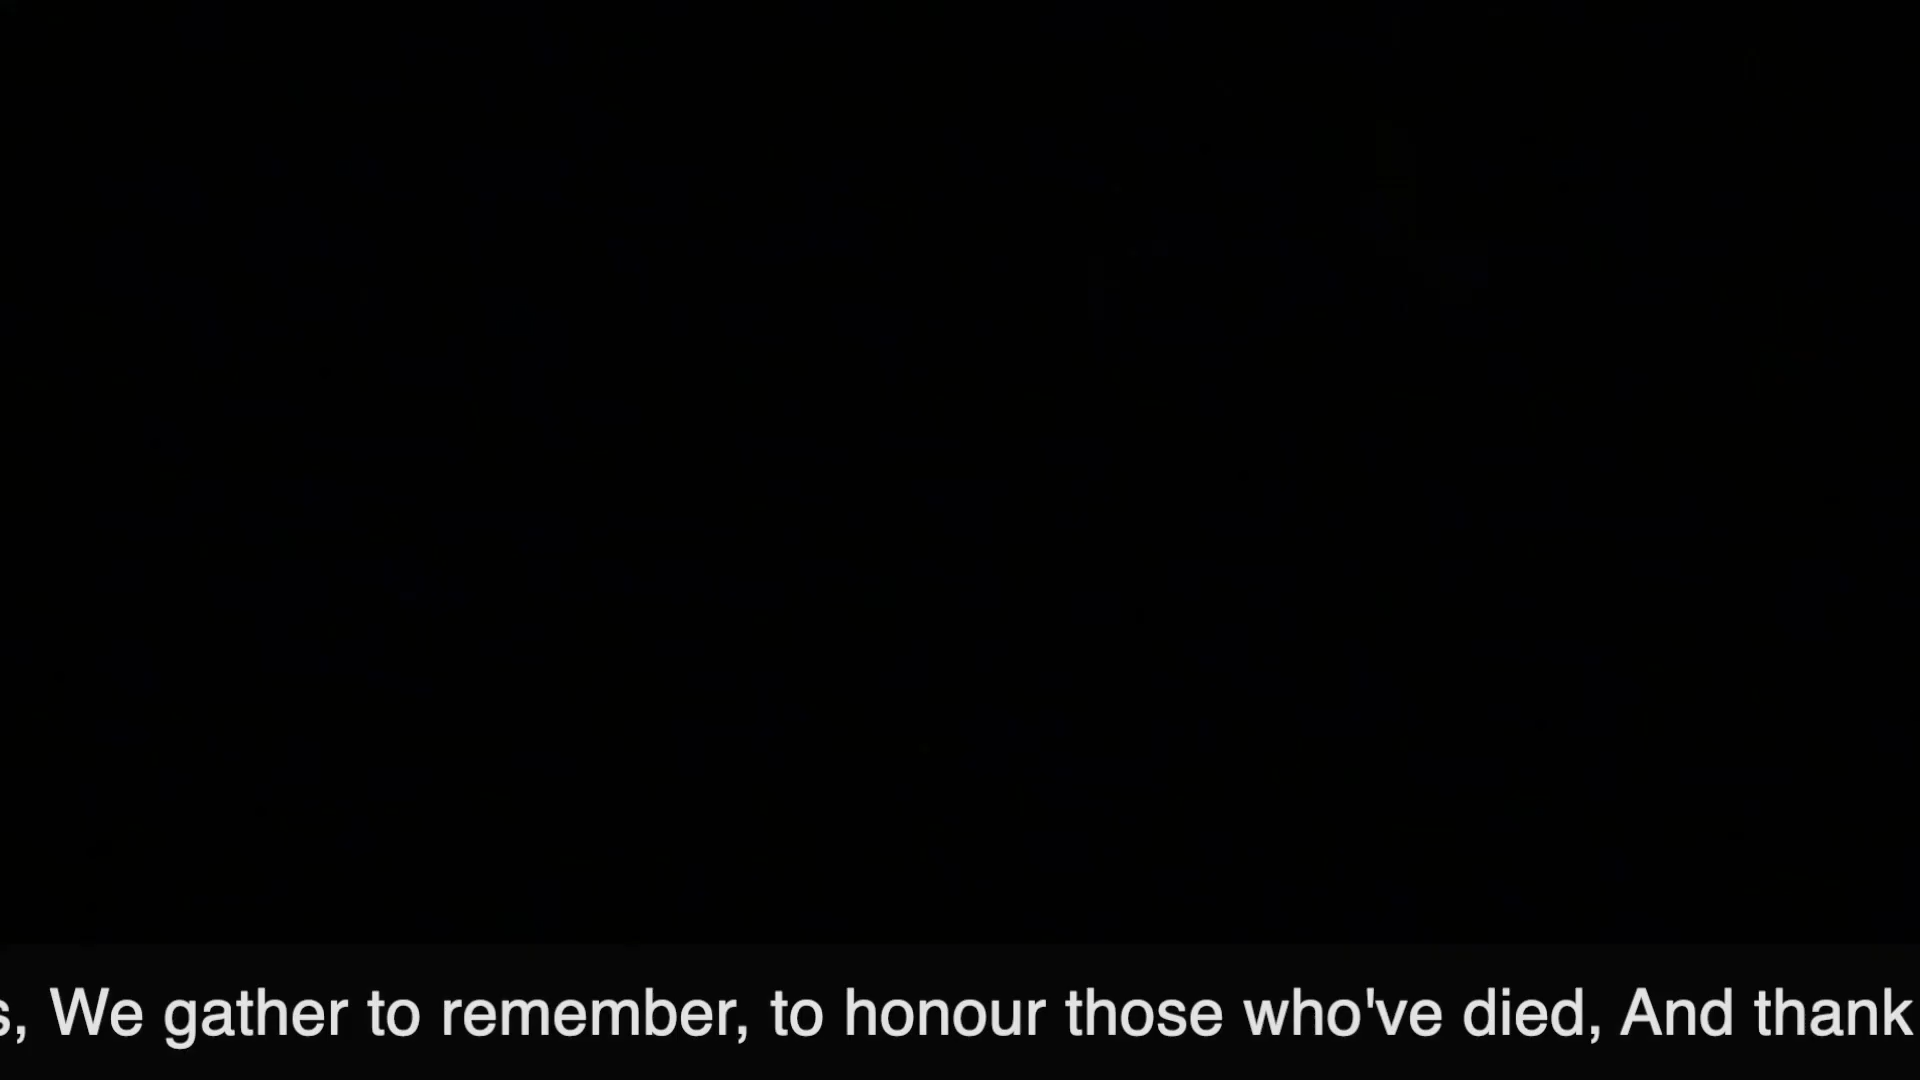 s, We gather to remember, to honour those who've died, And thank